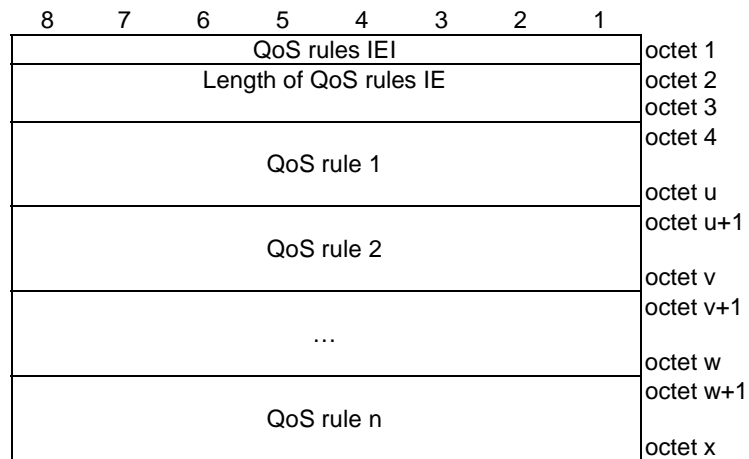 8 7 6 5 4 3 2 1
QoS rules IEI octet 1
Length of QoS rules IE octet 2
octet 3
octet 4
QoS rule 1
octet u
octet u+1
QoS rule 2
octet v
octet v+1
…
octet w
octet w+1
QoS rule n
octet x